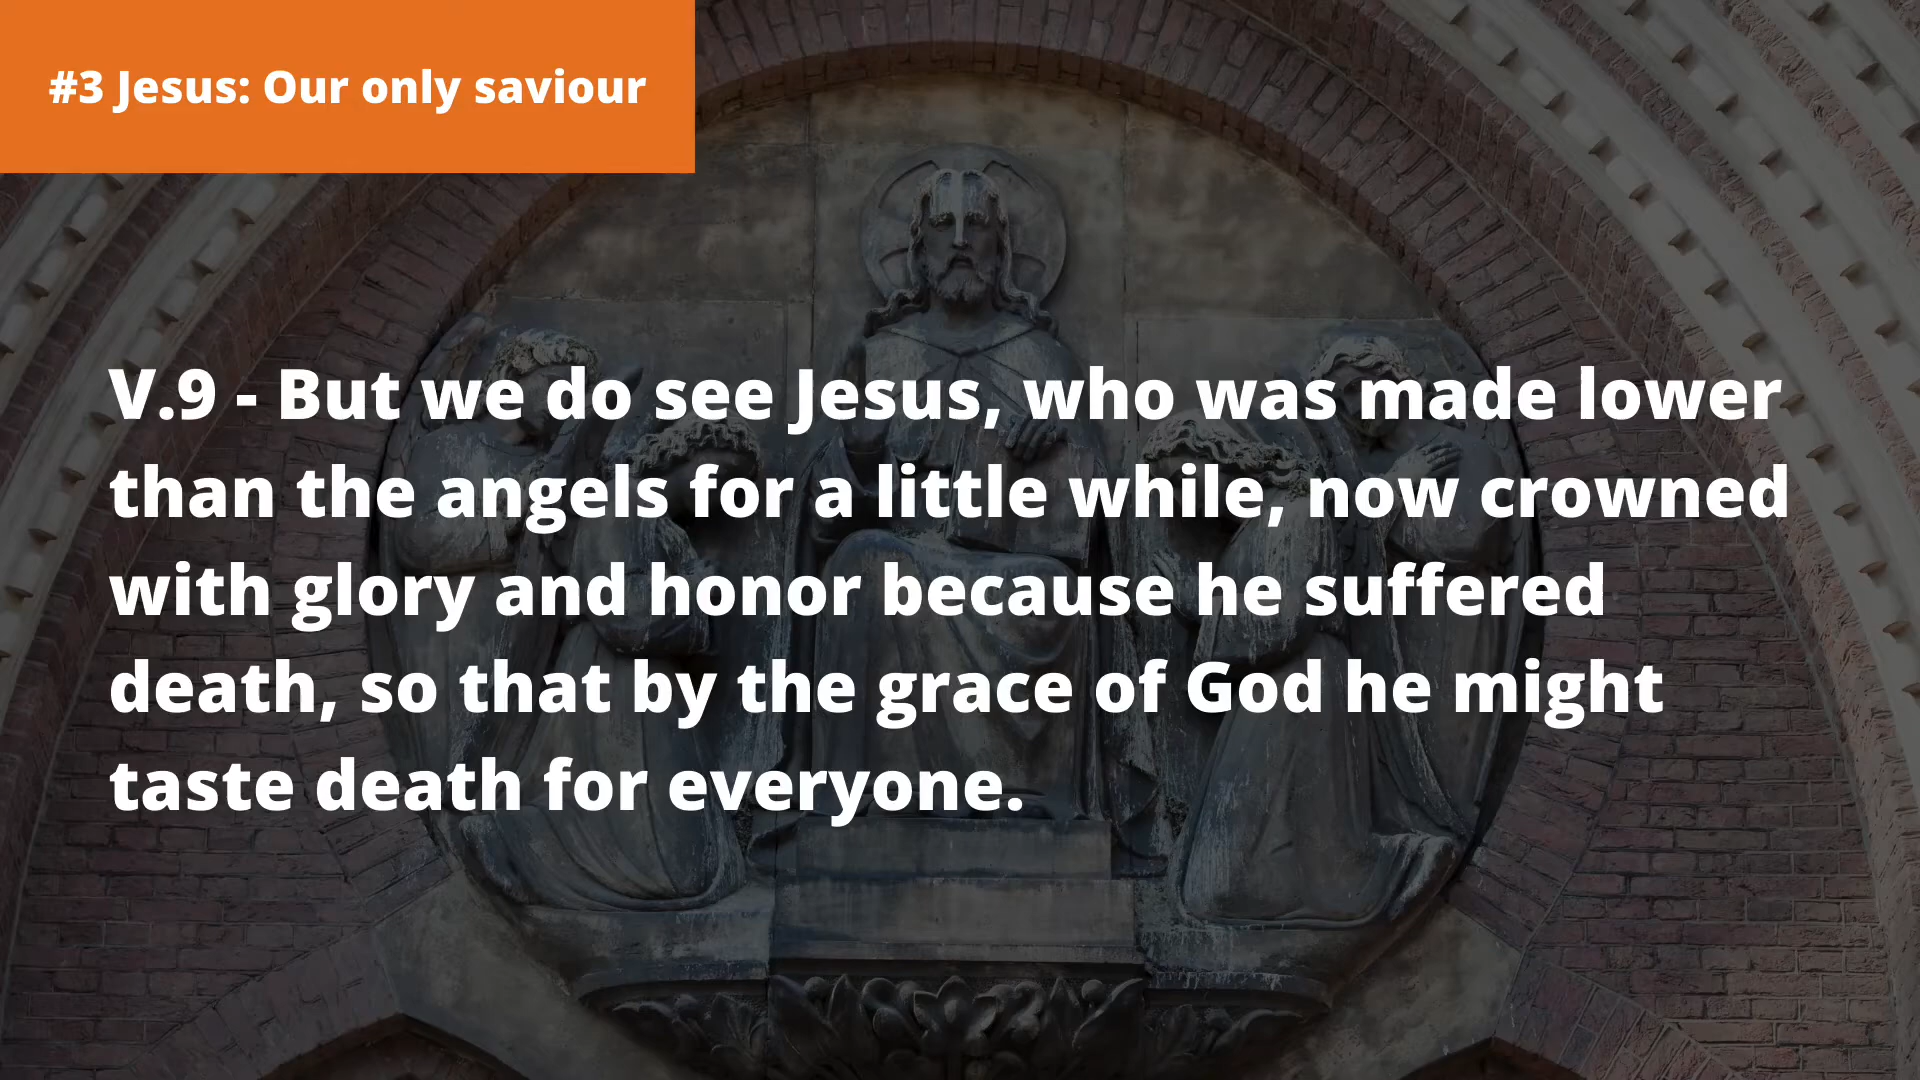 #3 Jesus: Our only saviour
V.9 - But we do see Jesus, who was made lower
than the angels for a little while, now crowned
with glory and honor because he suffered
death, so that by the grace of God he might
taste death for everyone.